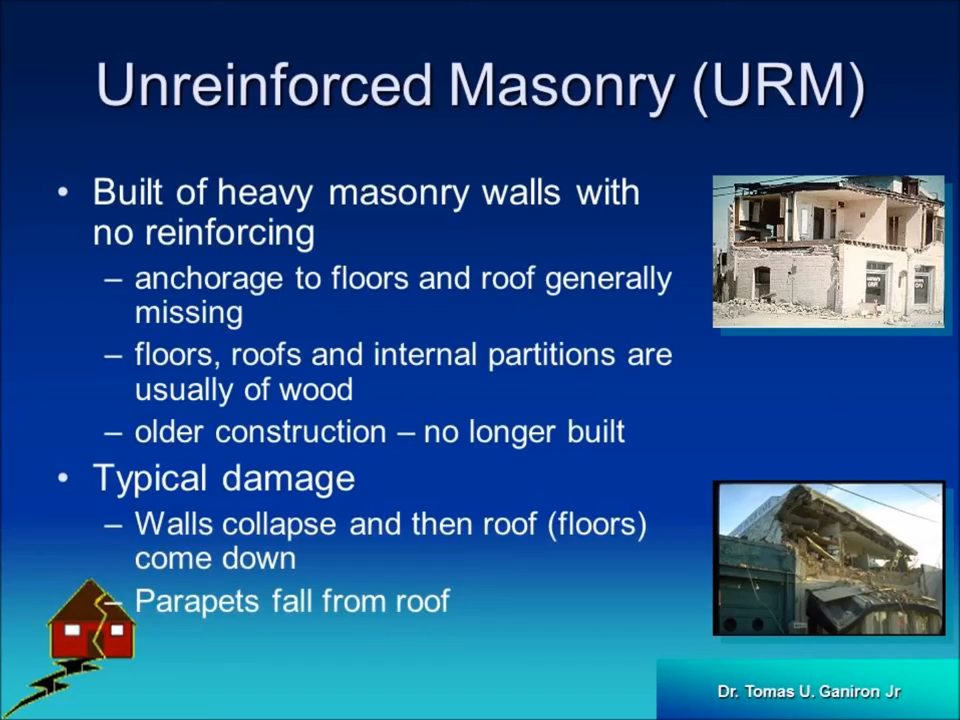 Unreinforced Masonry (URM)
• Built of heavy masonry walls with
no reinforcing
– anchorage to floors and roof generally
missing
– floors, roofs and internal partitions are
usually of wood
– older construction – no longer built
• Typical damage
– Walls collapse and then roof (floors)
come down
– Parapets fall from roof
Dr. Tomas U. Ganiron Jr